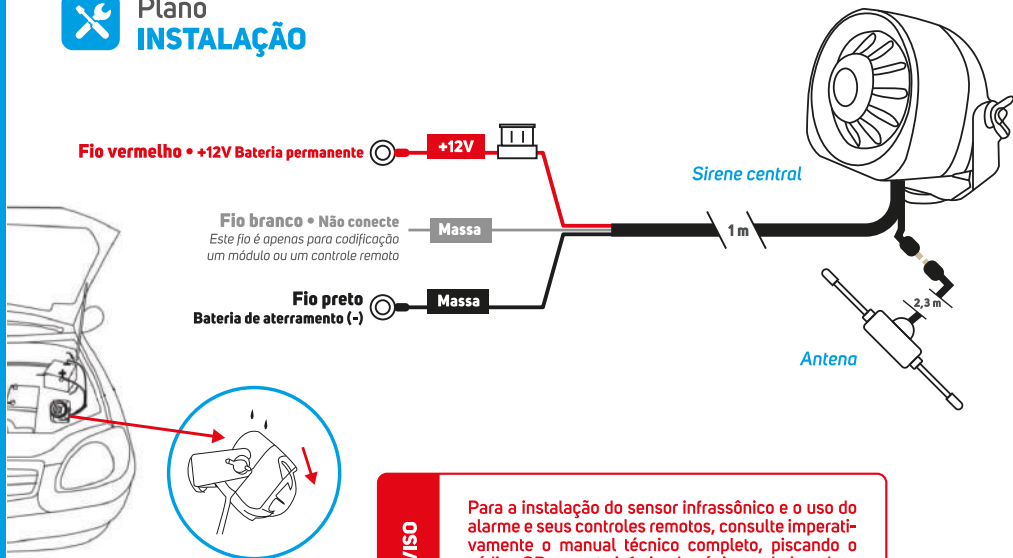 Plano
INSTALAÇÃO
Fio vermelho • +12V Bateria permanente
+12V
Sirene central
Fio branco • Não conecte
Este fio é apenas para codificação
um módulo ou um controle remoto
Massa
1 m
Fio preto
Bateria de aterramento (-)
Massa
2,3 m
Antena
Para a instalação do sensor infrassônico e o uso do
alarme e seus controles remotos, consulte imperati-
vamente o manual técnico completo, piscando o